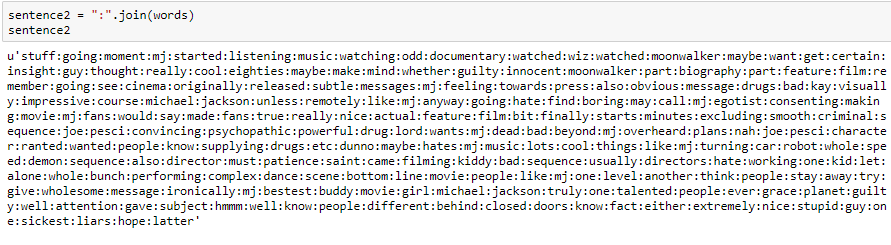 sentence2 = ":".join(words)
sentence2
u'stuff:going:moment:mj:started:listening:music:watching:odd:documentary:watched:wiz:watched:moonwalker:maybe:want:get:certain:
insight:guy:thought:really:cool:eighties:maybe:make:mind:whether:guilty:innocent:moonwalker:part:biography:part:feature:film:re
member:going:see:cinema:originally:released:subtle:messages:mj:feeling:towards:press:also:obvious:message:drugs:bad:kay:visuall
y:impressive:course:michael:jackson:unless:remotely:like:mj:anyway:going:hate:find:boring:may:call:mj:egotist:consenting:making
:movie:mj:fans:would:say:made:fans:true:really:nice:actual:feature:film:bit:finally:starts:minutes:excluding:smooth:criminal:s
equence:joe:pesci:convincing:psychopathic:powerful:drug:lord:wants:mj:dead:bad:beyond:mj:overheard:plans:nah:joe:pesci:characte
r:ranted:wanted:people:know:supplying:drugs:etc:dunno:maybe:hates:mj:music:lots:cool:things:like:mj:turning:car:robot:whole:spe
ed:demon:sequence:also:director:must:patience:saint:came:filming:kiddy:bad:sequence:usually:directors:hate:working:one:kid:let:
alone:whole:bunch:performing:complex:dance:scene:bottom:line:movie:people:like:mj:one:level:another:think:people:stay:away:try:
give:wholesome:message:ironically:mj:bestest:buddy:movie:girl:michael:jackson:truly:one:talented:people:ever:grace:planet:guilt
y:well:attention:gave:subject:hmmm:well:know:people:different:behind:closed:doors:know:fact:either:extremely:nice:stupid:guy:on
e:sickest:liars:hope:latter'